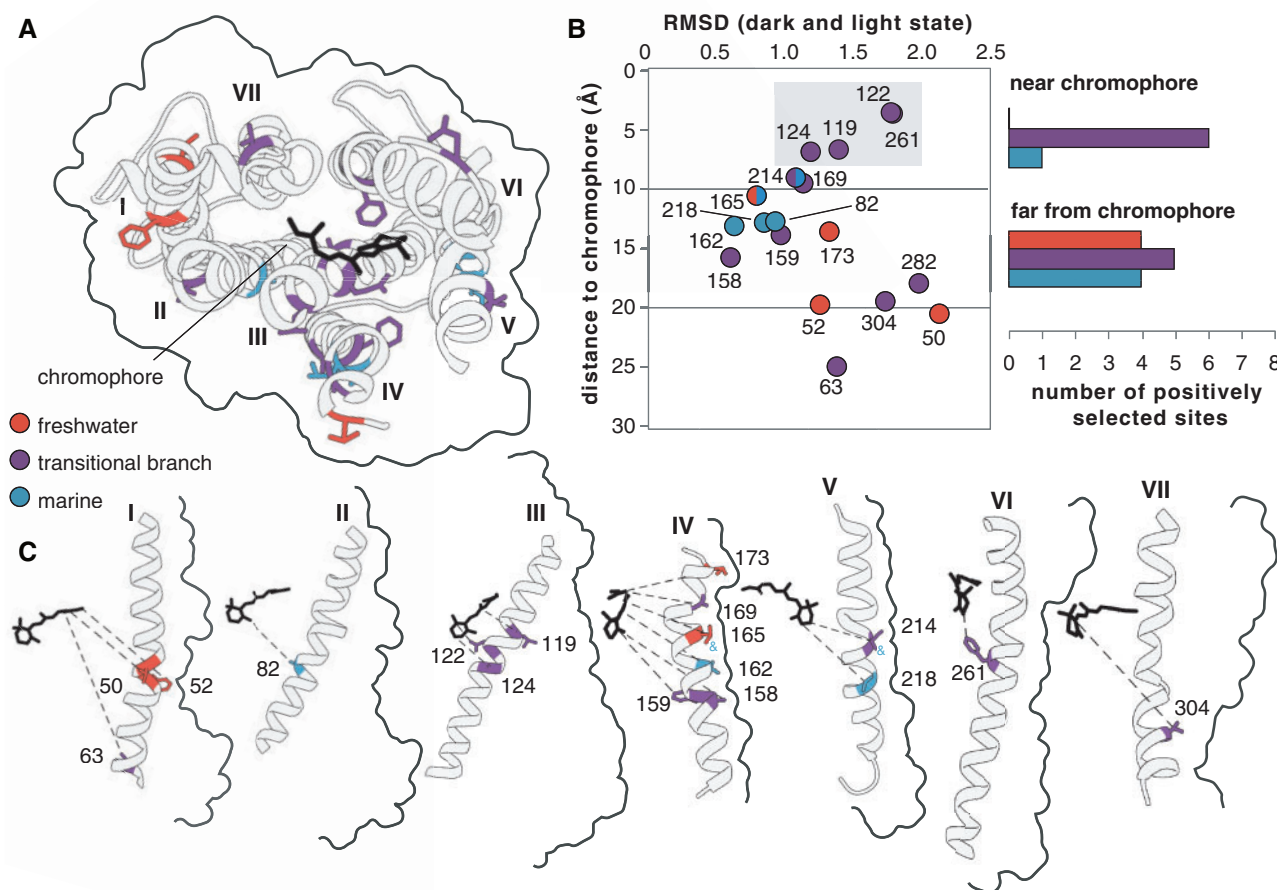 A
VII
VI
I
II
III
V
IV
chromophore
freshwater
transitional branch
marine
B
RMSD (dark and light state)
0 0.5 1.0 1.5 2.0 2.5
distance to chromophore (Å)
0
5
10
15
20
25
30
122
261
124 119
214 169
165
218 82
162
159 173
158
282
52 304 50
63
near chromophore
far from chromophore
0 1 2 3 4 5 6 7 8
number of positively
selected sites
C
I
50 52
63
II
82
III
119
122
124
IV
173
169
165
&
162
158
159
V
214
&
218
VI
261
VII
304